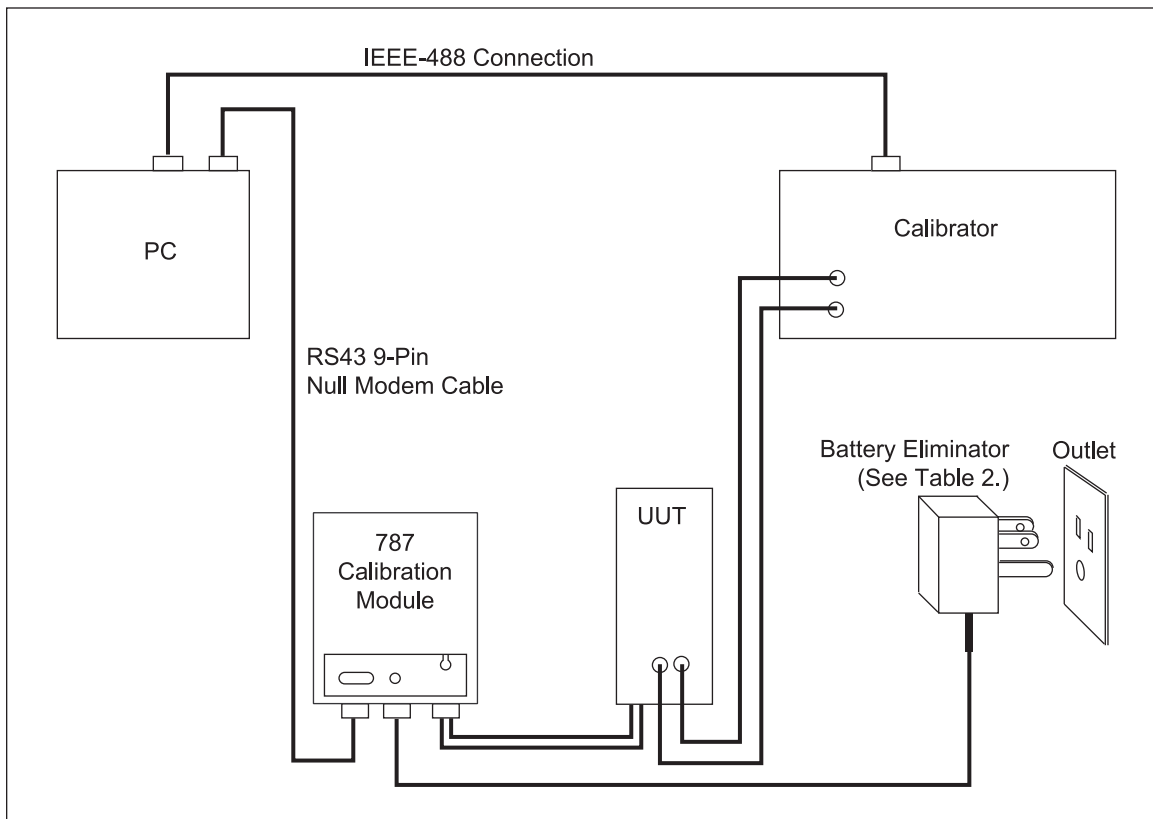 IEEE-488 Connection
PC
Calibrator
RS43 9-Pin
Null Modem Cable
Battery Eliminator
(See Table 2.)
Outlet
UUT
787
Calibration
Module